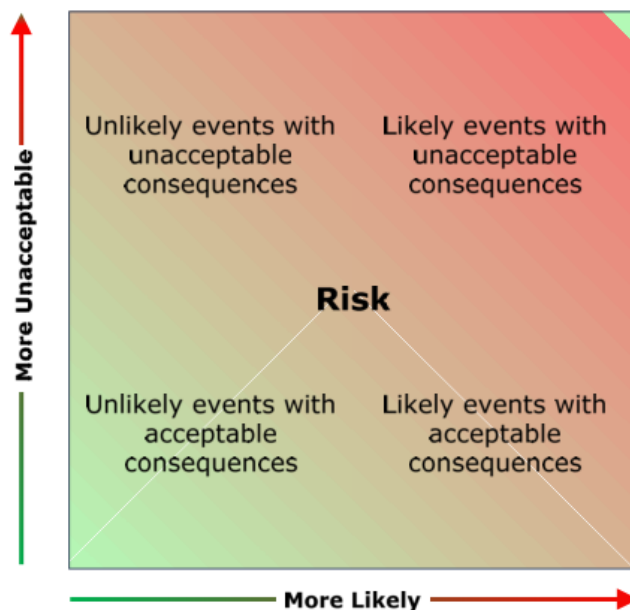 More Unacceptable
Unlikely events with
unacceptable
consequences
Likely events with
unacceptable
consequences
Risk
Unlikely events with
acceptable
consequences
Likely events with
acceptable
consequences
More Likely